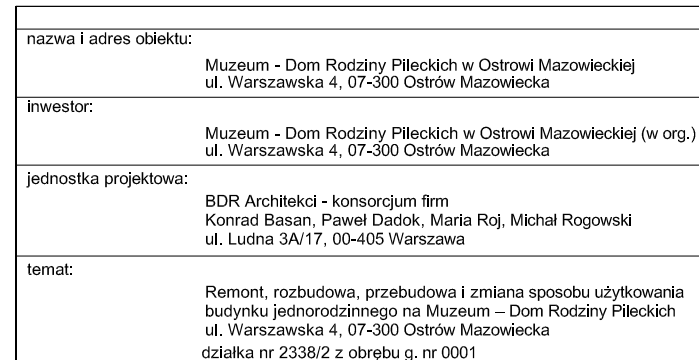 nazwa i adres obiektu:
Muzeum - Dom Rodziny Pileckich w Ostrowi Mazowieckiej
ul. Warszawska 4, 07-300 Ostrów Mazowiecka
inwestor:
Muzeum - Dom Rodziny Pileckich w Ostrowi Mazowieckiej (w org.)
ul. Warszawska 4, 07-300 Ostrów Mazowiecka
jednostka projektowa:
BDR Architekci - konsorcjum firm
Konrad Basan, Paweł Dadok, Maria Roj, Michał Rogowski
ul. Ludna 3A/17, 00-405 Warszawa
temat:
Remont, rozbudowa, przebudowa i zmiana sposobu użytkowania
budynku jednorodzinnego na Muzeum – Dom Rodziny Pileckich
ul. Warszawska 4, 07-300 Ostrów Mazowiecka
działka nr 2338/2 z obrębu g. nr 0001